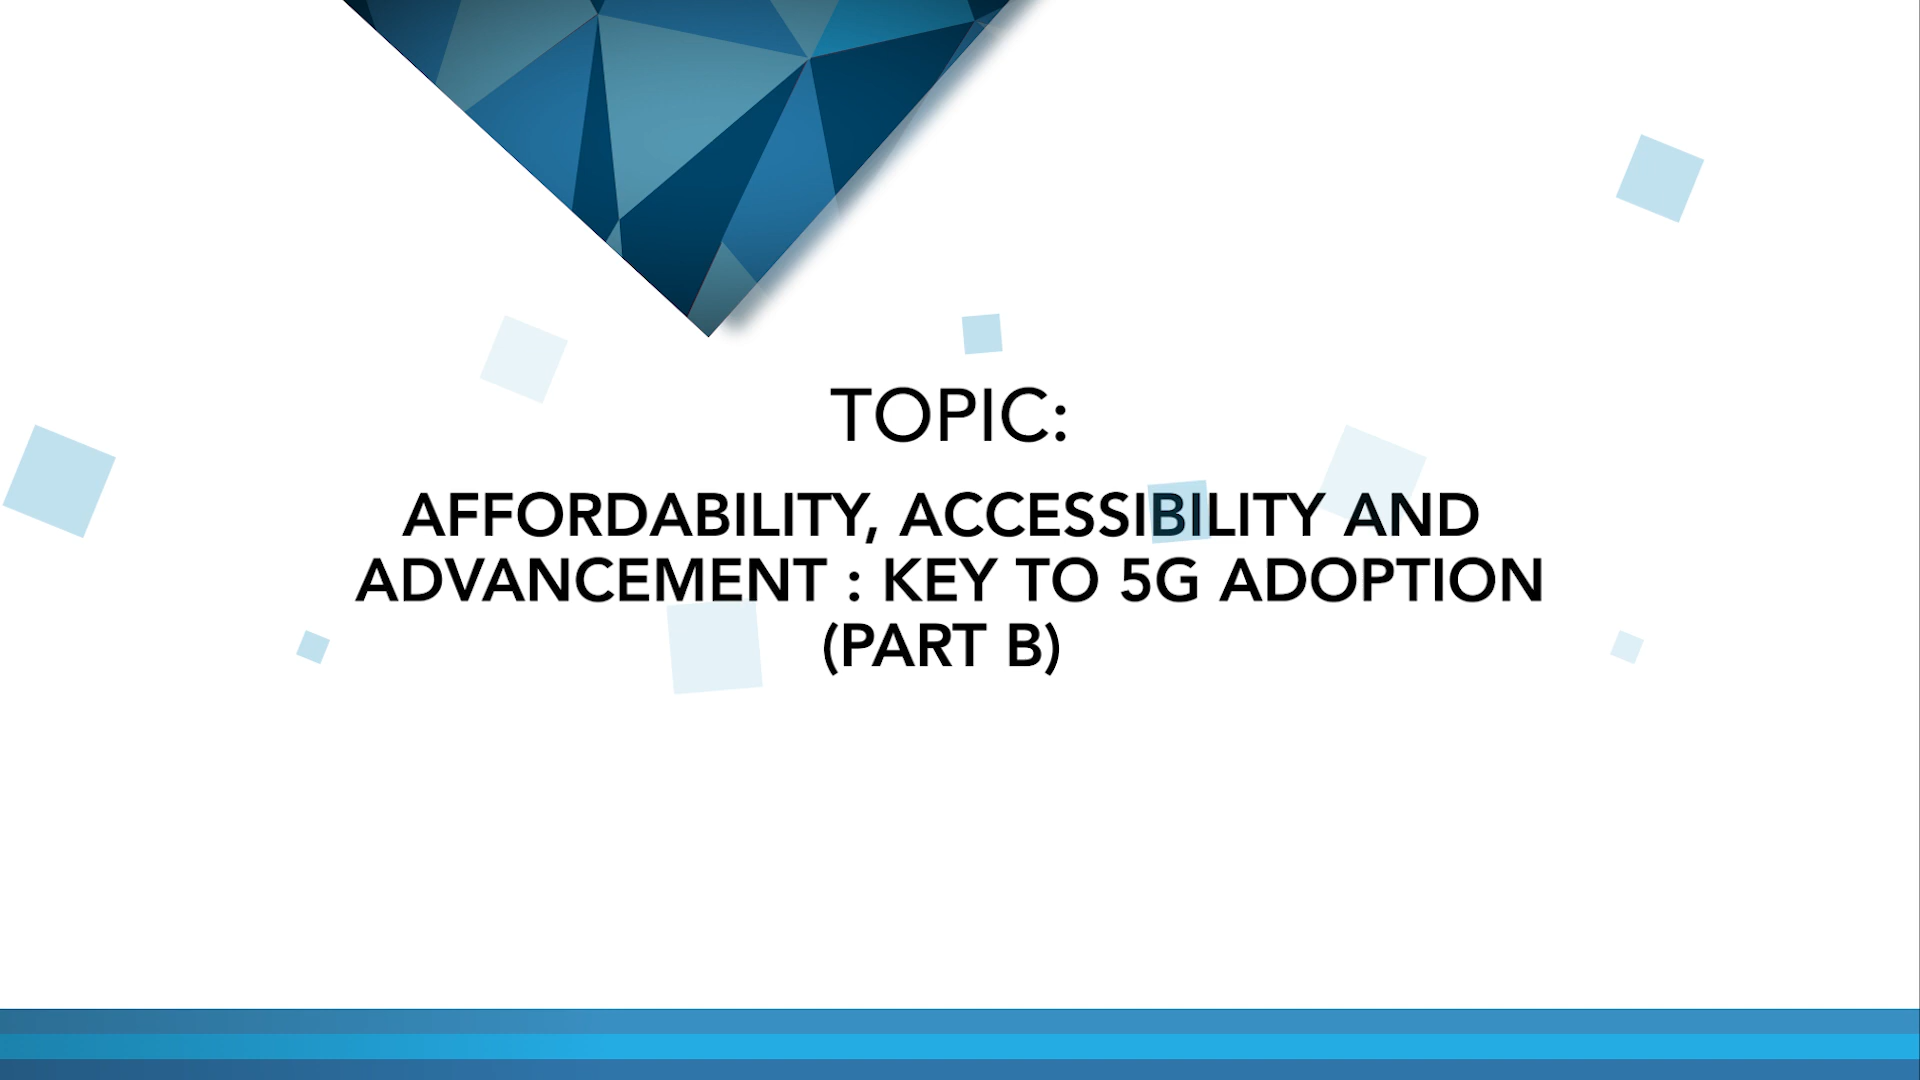 TOPIC:
AFFORDABILITY, ACCESSIBILITY AND
ADVANCEMENT : KEY TO 5G ADOPTION
(PART B)